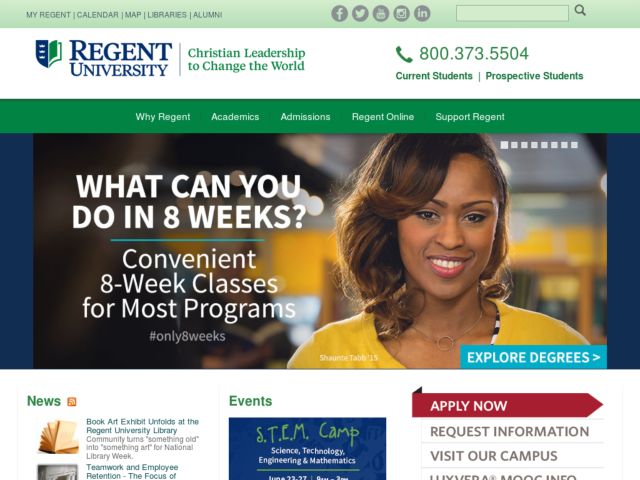 MY REGENT | CALENDAR | MAP | LIBRARIES | ALUMNI
REGENT
UNIVERSITY
Christian Leadership
to Change the World
800.373.5504
Current Students | Prospective Students
Why Regent Academics Admissions Regent Online Support Regent
WHAT CAN YOU
DO IN 8 WEEKS?
Convenient
8-Week Classes
for Most Programs
#only8weeks
Shaunte Tabb '15
EXPLORE DEGREES >
News
Book Art Exhibit Unfolds at the
Regent University Library
Community turns "something old"
into "something art" for National
Library Week.
Teamwork and Employee
Retention - The Focus of
Events
S.T.E.M. Camp
Science, Technology,
Engineering & Mathematics
June 23-27 | 9am – 3pm
APPLY NOW
REQUEST INFORMATION
VISIT OUR CAMPUS
LUXVERA® MOOC INFO